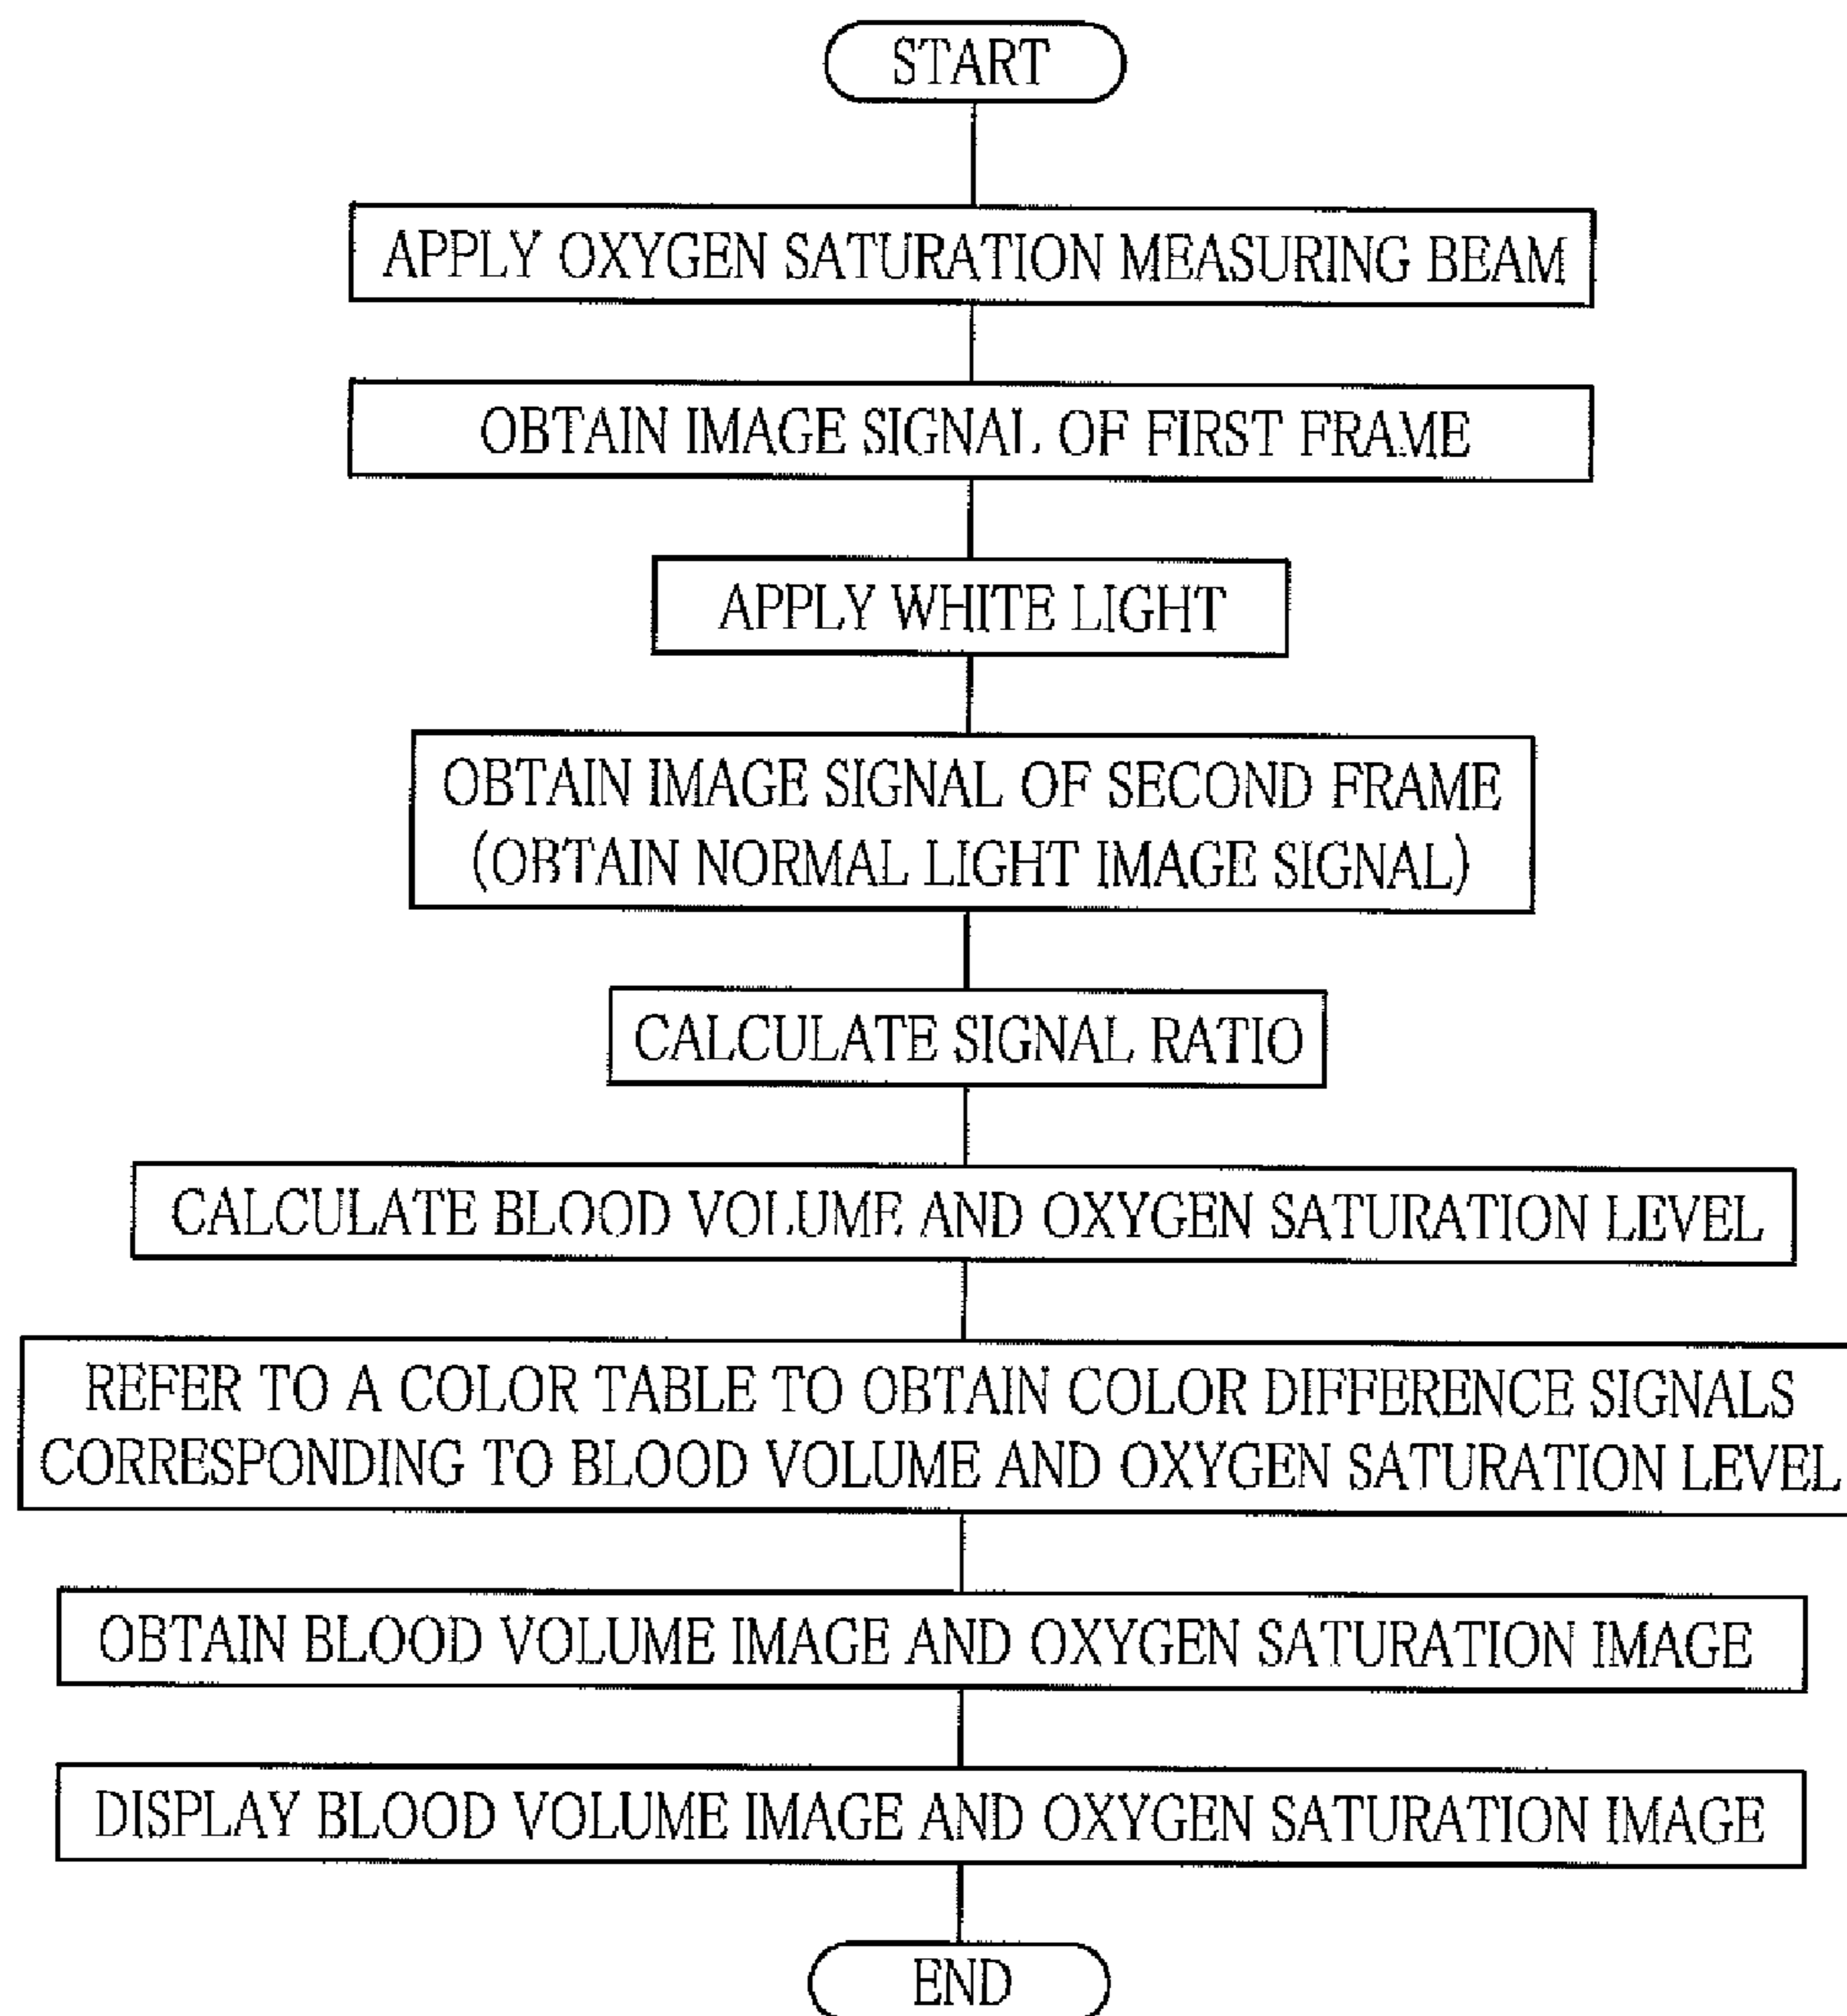 START
APPLY OXYGEN SATURATION MEASURING BEAM
OBTAIN IMAGE SIGNAL OF FIRST FRAME
APPLY WHITE LIGHT
OBTAIN IMAGE SIGNAL OF SECOND FRAME
(OBTAIN NORMAL LIGHT IMAGE SIGNAL)
CALCULATE SIGNAL RATIO
CALCULATE BLOOD VOLUME AND OXYGEN SATURATION LEVEL
REFER TO A COLOR TABLE TO OBTAIN COLOR DIFFERENCE SIGNALS
CORRESPONDING TO BLOOD VOLUME AND OXYGEN SATURATION LEVEL
OBTAIN BLOOD VOLUME IMAGE AND OXYGEN SATURATION IMAGE
DISPLAY BLOOD VOLUME IMAGE AND OXYGEN SATURATION IMAGE
END